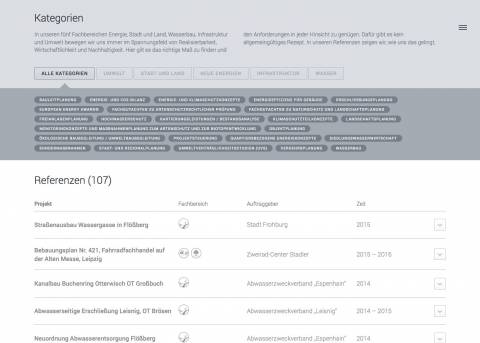 Kategorien
In unseren fünf Fachbereichen Energie, Stadt und Land, Wasserbau, Infrastruktur
und Umwelt bewegen wir uns immer im Spannungsfeld von Realisierbarkeit,
Wirtschaftlichkeit und Nachhaltigkeit. Hier gilt es das richtige Maß zu finden und
den Anforderungen in jeder Hinsicht zu genügen. Dafür gibt es kein
allgemeingültiges Rezept. In unseren Referenzen zeigen wir, wie uns das gelingt.
ALLE KATEGORIEN UMWELT STADT UND LAND NEUE ENERGIEN INFRASTRUKTUR WASSER
BAULEITPLANUNG ENERGIE- UND CO2-BILANZ ENERGIE- UND KLIMASCHUTZKONZEPTE ENERGIEEFFIZIENZ FÜR GEBÄUDE ERSCHLIESSUNGSPLANUNG
EUROPEAN ENERGY AWARD FACHGUTACHTEN ZU ARTENSCHUTZRECHTLICHER PRÜFUNG FACHGUTACHTEN ZU NATURSCHUTZ UND LANDSCHAFTSPLANUNG
FREIANLAGENPLANUNG HOCHWASSERSCHUTZ KARTIERUNGSLEISTUNGEN / BESTANDSANALYSE KLIMASCHUTZTEILKONZEPTE LANDSCHAFTSPLANUNG
MONITORINGKONZEPTE UND MASSNAHMENPLANUNG ZUM ARTENSCHUTZ UND ZUR BIOTOPENTWICKLUNG OBJEKTPLANUNG
ÖKOLOGISCHE BAUBEGLEITUNG / UMWELTBAUBEGLEITUNG PROJEKTSTEUERUNG QUARTIERSBEZOGENE ENERGIEKONZEPTE SIEDLUNGSWASSERWIRTSCHAFT
SONDERMASSNAHMEN STADT- UND REGIONALPLANUNG UMWELTVERTRÄGLICHKEITSSTUDIEN (UVS) VERKEHRSPLANUNG WASSERBAU
Referenzen (107)
Projekt Fachbereich Auftraggeber Zeit
Straßenausbau Wassergasse in Flößberg Stadt Frohburg 2015
Bebauungsplan Nr. 421, Fahrradfachhandel auf
der Alten Messe, Leipzig Zweirad-Center Stadler 2015 – 2016
Kanalbau Buchenring Otterwisch OT Großbuch Abwasserzweckverband „Espenhain" 2014
Abwasserseitige Erschließung Leisnig, OT Brösen Abwasserzweckverband „Leisnig" 2014 – 2015
Neuordnung Abwasserentsorgung Flößberg Abwasserzweckverband „Espenhain" 2014